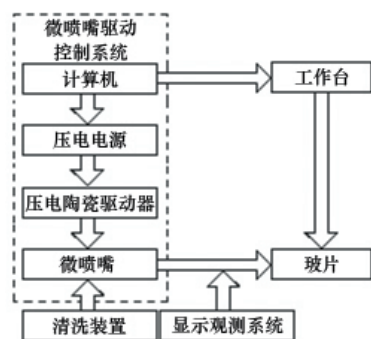 微喷嘴驱动
控制系统
计算机
工作台
压电电源
压电陶瓷驱动器
微喷嘴
玻片
清洗装置
显示观测系统